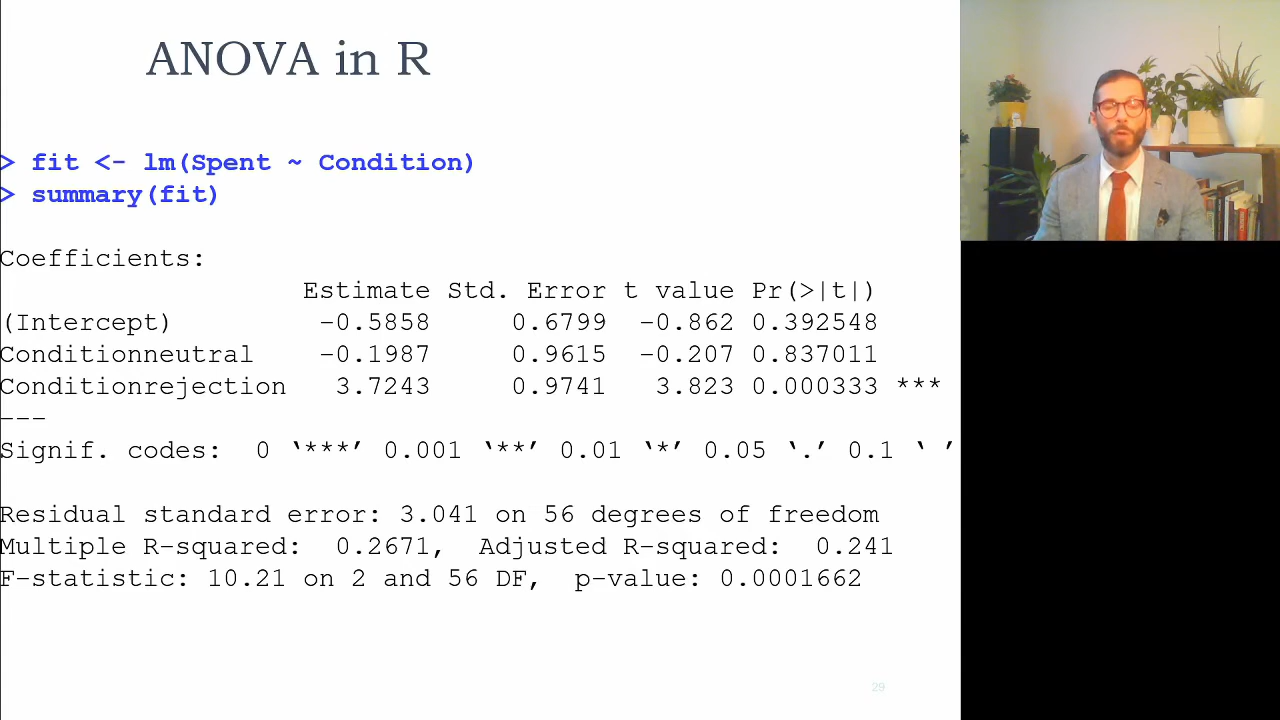 ANOVA in R
> fit <- lm(Spent ~ Condition)
> summary(fit)
Coefficients:
Estimate Std. Error t value Pr(>|t|)
(Intercept) -0.5858 0.6799 -0.862 0.392548
Conditionneutral -0.1987 0.9615 -0.207 0.837011
Conditionrejection 3.7243 0.9741 3.823 0.000333 ***
---
Signif. codes: 0 ‘***’ 0.001 ‘**’ 0.01 ‘*’ 0.05 ‘.’ 0.1 ‘ ’
Residual standard error: 3.041 on 56 degrees of freedom
Multiple R-squared: 0.2671, Adjusted R-squared: 0.241
F-statistic: 10.21 on 2 and 56 DF, p-value: 0.0001662
29